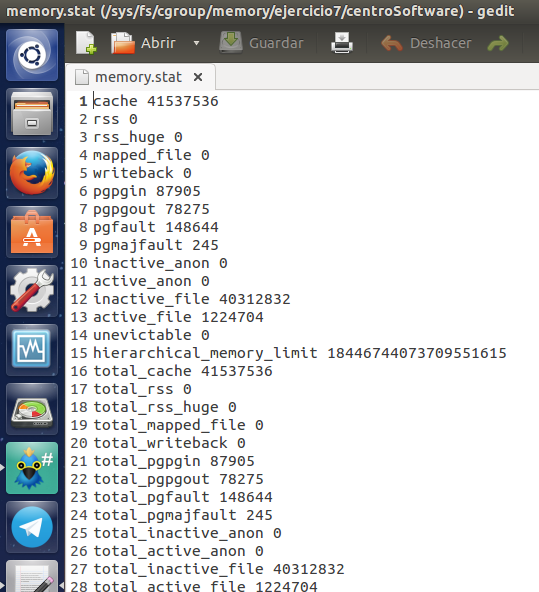 memory.stat (/sys/fs/cgroup/memory/ejercicio7/centroSoftware) - gedit
Abrir Guardar Deshacer
memory.stat ×
1 cache 41537536
2 rss 0
3 rss_huge 0
4 mapped_file 0
5 writeback 0
6 pgpgin 87905
7 pgpgout 78275
8 pgfault 148644
9 pgmajfault 245
10 inactive_anon 0
11 active_anon 0
12 inactive_file 40312832
13 active_file 1224704
14 unevictable 0
15 hierarchical_memory_limit 18446744073709551615
16 total_cache 41537536
17 total_rss 0
18 total_rss_huge 0
19 total_mapped_file 0
20 total_writeback 0
21 total_pgpgin 87905
22 total_pgpgout 78275
23 total_pgfault 148644
24 total_pgmajfault 245
25 total_inactive_anon 0
26 total_active_anon 0
27 total_inactive_file 40312832
28 total_active_file 1224704